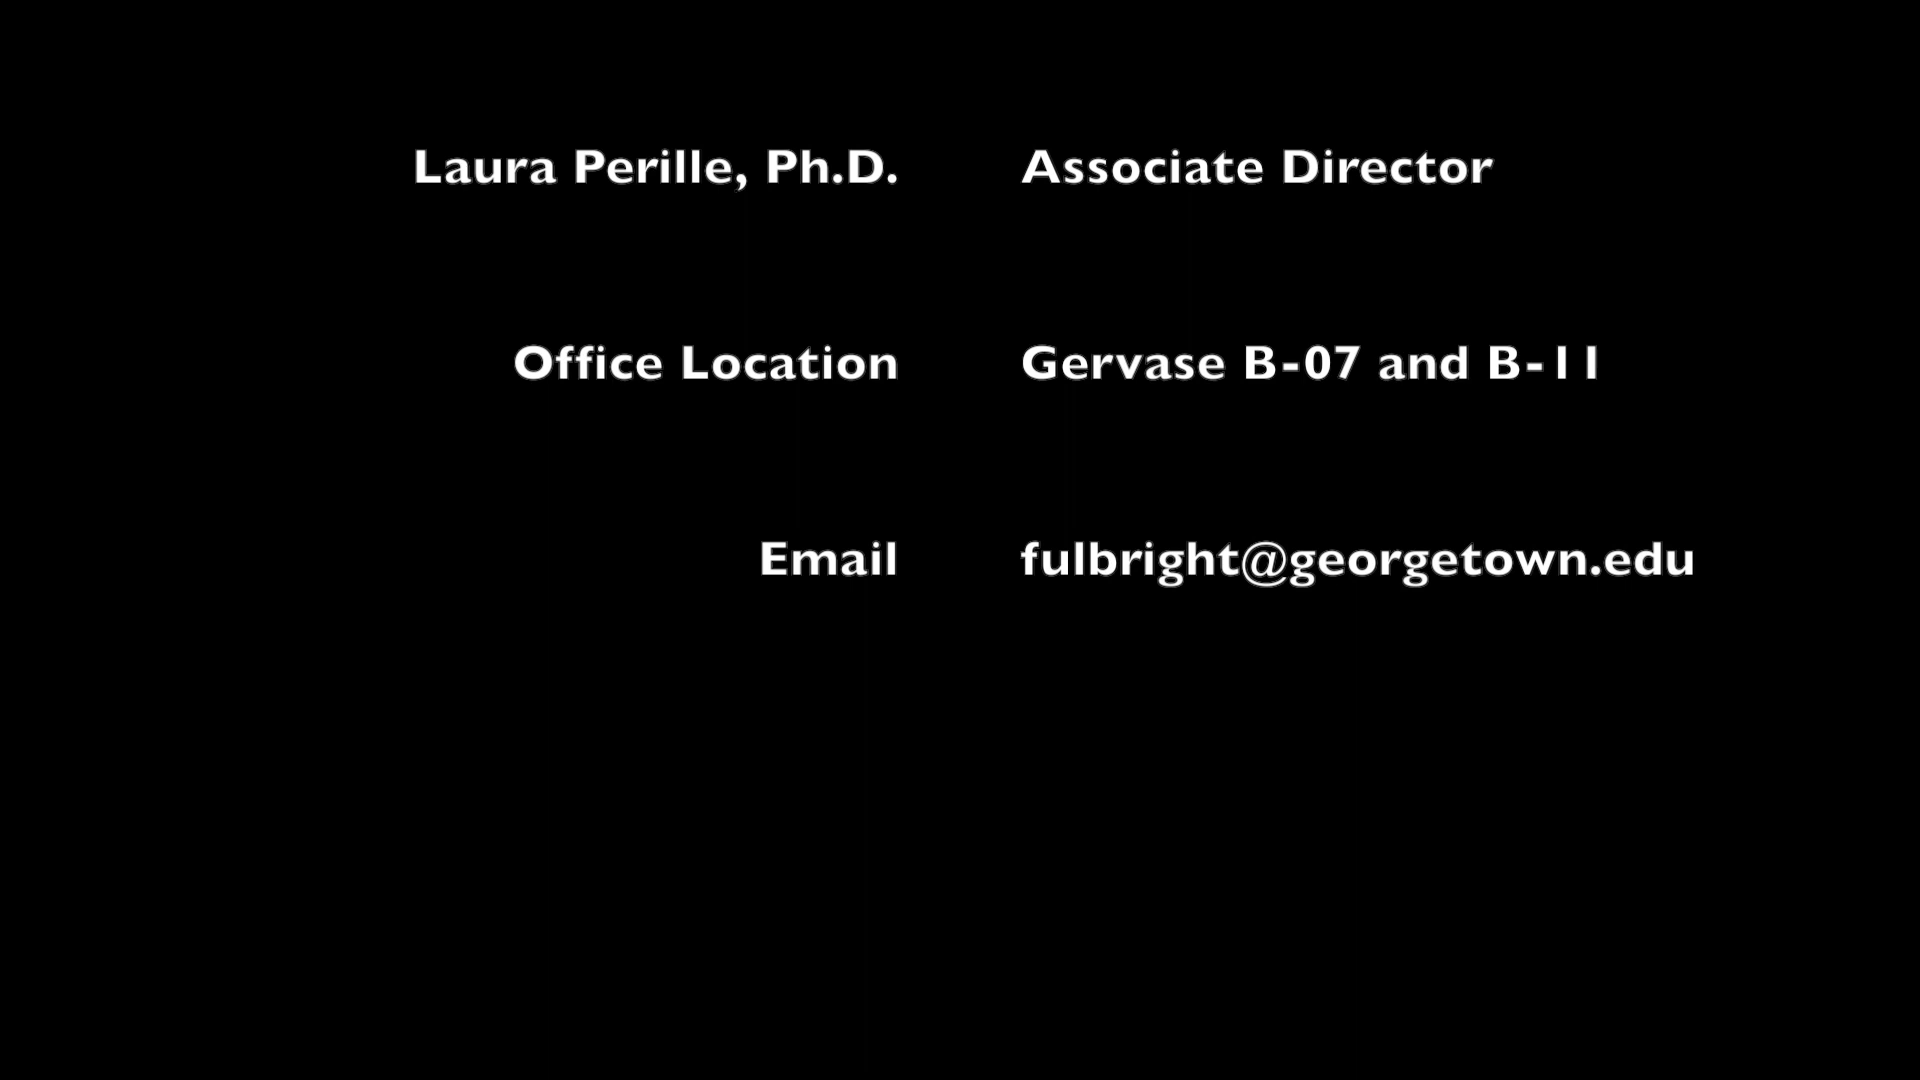 Laura Perille, Ph.D. Associate Director
Office Location Gervase B-07 and B-11
Email fulbright@georgetown.edu